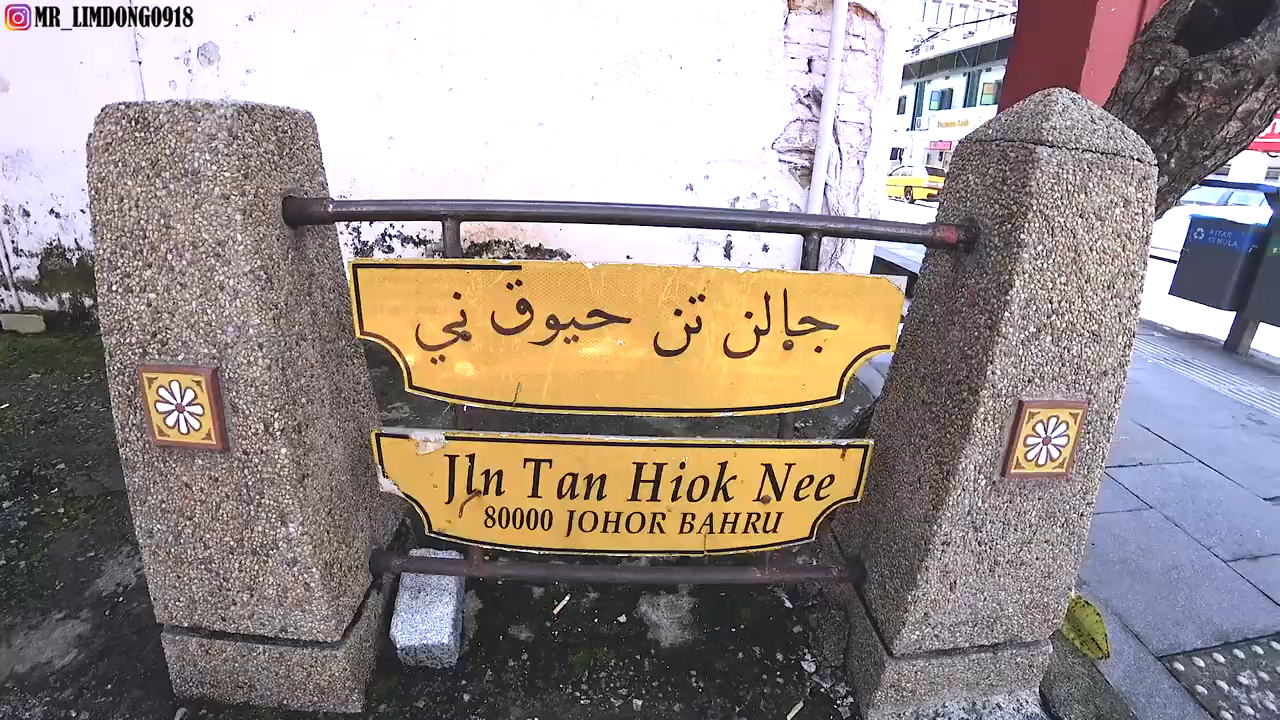 MR_LIMDONG0918
جالن تن حيوق ني
Jln Tan Hiok Nee
80000 JOHOR BAHRU
KITAR
SEMULA